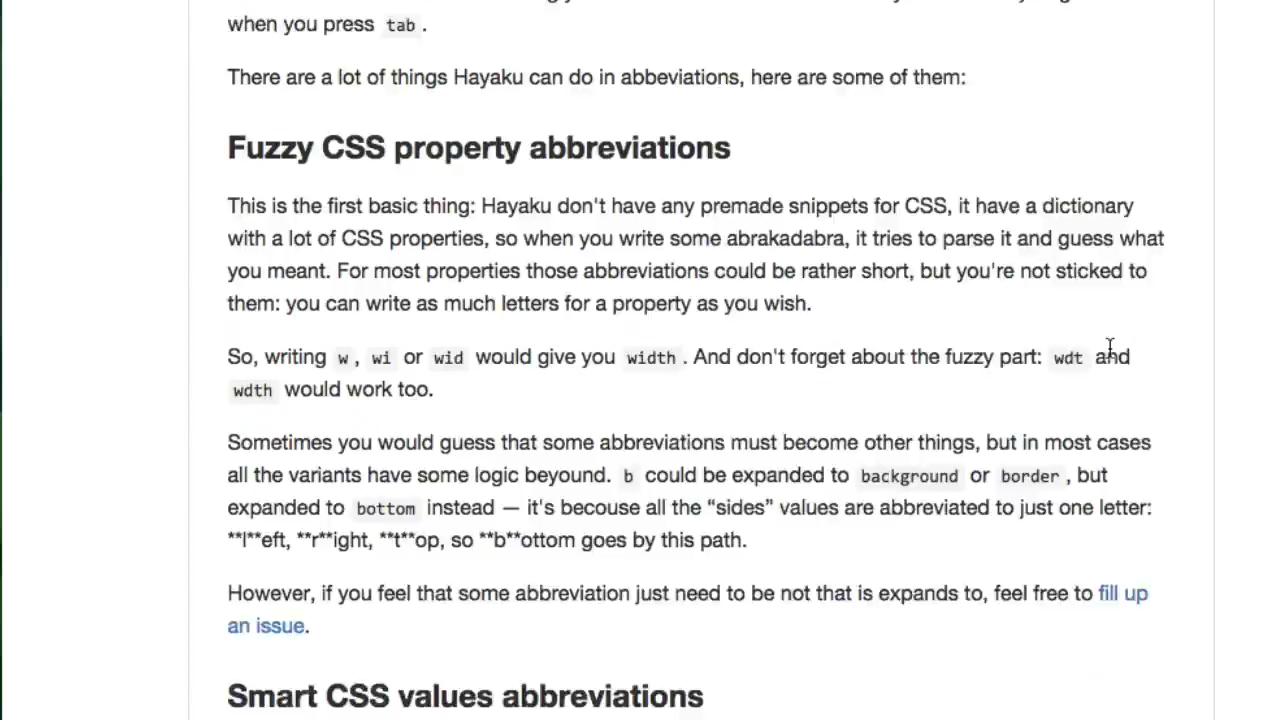 when you press tab.
There are a lot of things Hayaku can do in abbeviations, here are some of them:
Fuzzy CSS property abbreviations
This is the first basic thing: Hayaku don't have any premade snippets for CSS, it have a dictionary
with a lot of CSS properties, so when you write some abrakadabra, it tries to parse it and guess what
you meant. For most properties those abbreviations could be rather short, but you're not sticked to
them: you can write as much letters for a property as you wish.
So, writing w, wi or wid would give you width. And don't forget about the fuzzy part: wdt and
wdth would work too.
Sometimes you would guess that some abbreviations must become other things, but in most cases
all the variants have some logic beyound. b could be expanded to background or border, but
expanded to bottom instead — it's becouse all the “sides” values are abbreviated to just one letter:
**l**eft, **r**ight, **t**op, so **b**ottom goes by this path.
However, if you feel that some abbreviation just need to be not that is expands to, feel free to fill up
an issue.
Smart CSS values abbreviations